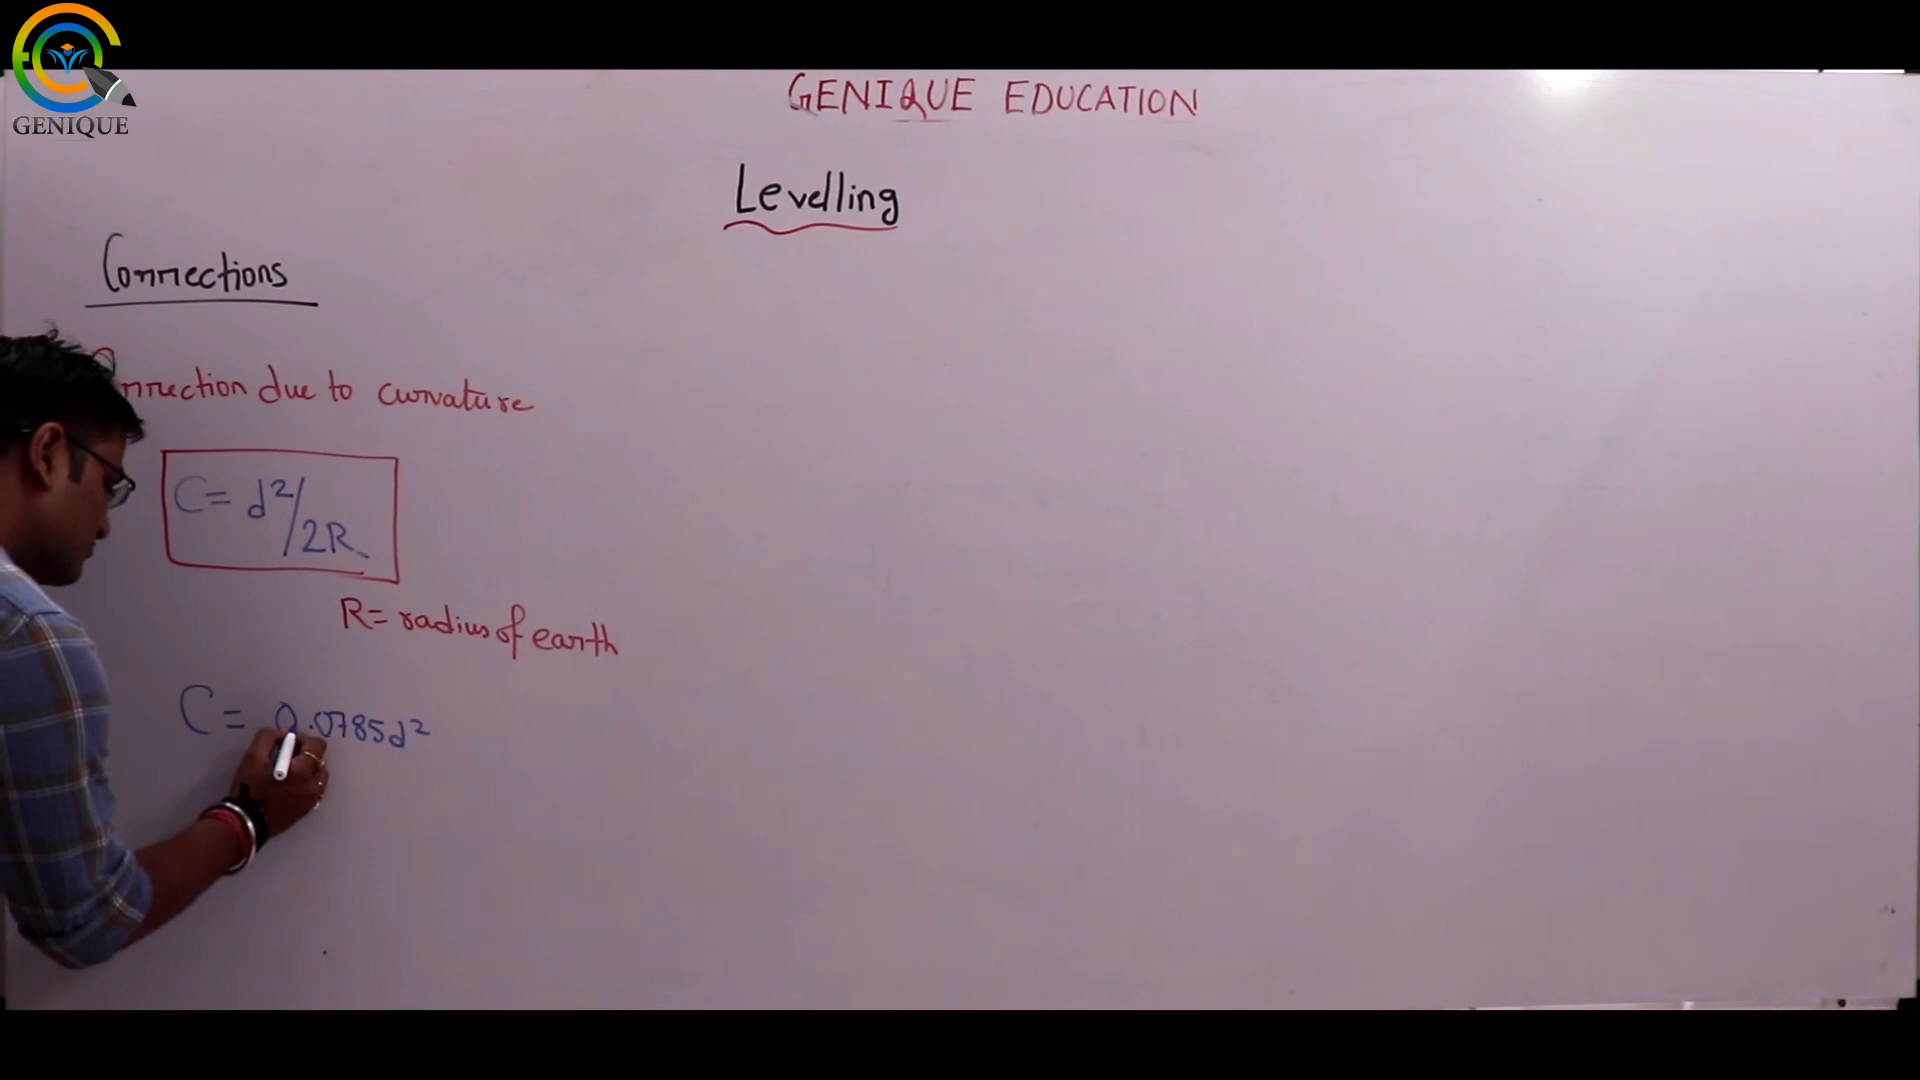 GENIQUE
GENIQUE EDUCATION
Levelling
Corrections
rrection due to curvature
C = d²/2R
R = radius of earth
C = 0.0785d²